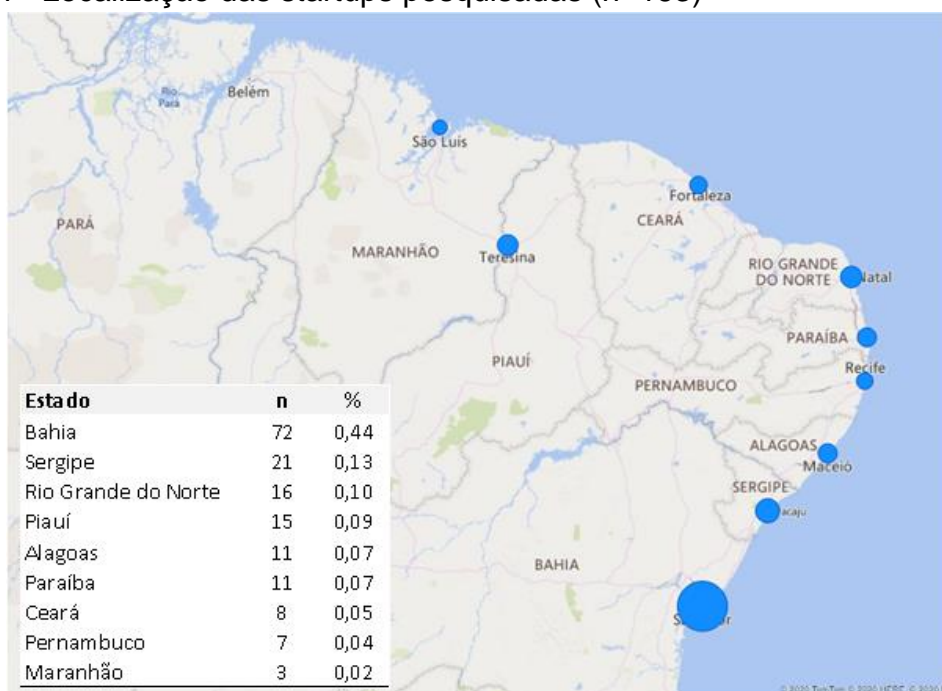 Localização das startups pesquisadas
Rio
Pará
Belém
São Luís
Fortaleza
CEARÁ
PARÁ
MARANHÃO
Teresina
RIO GRANDE
DO NORTE
Natal
PARAÍBA
PIAUÍ
Recife
PERNAMBUCO
ALAGOAS
Maceió
SERGIPE
acaju
BAHIA
Estado n %
Bahia 72 0,44
Sergipe 21 0,13
Rio Grande do Norte 16 0,10
Piauí 15 0,09
Alagoas 11 0,07
Paraíba 11 0,07
Ceará 8 0,05
Pernambuco 7 0,04
Maranhão 3 0,02